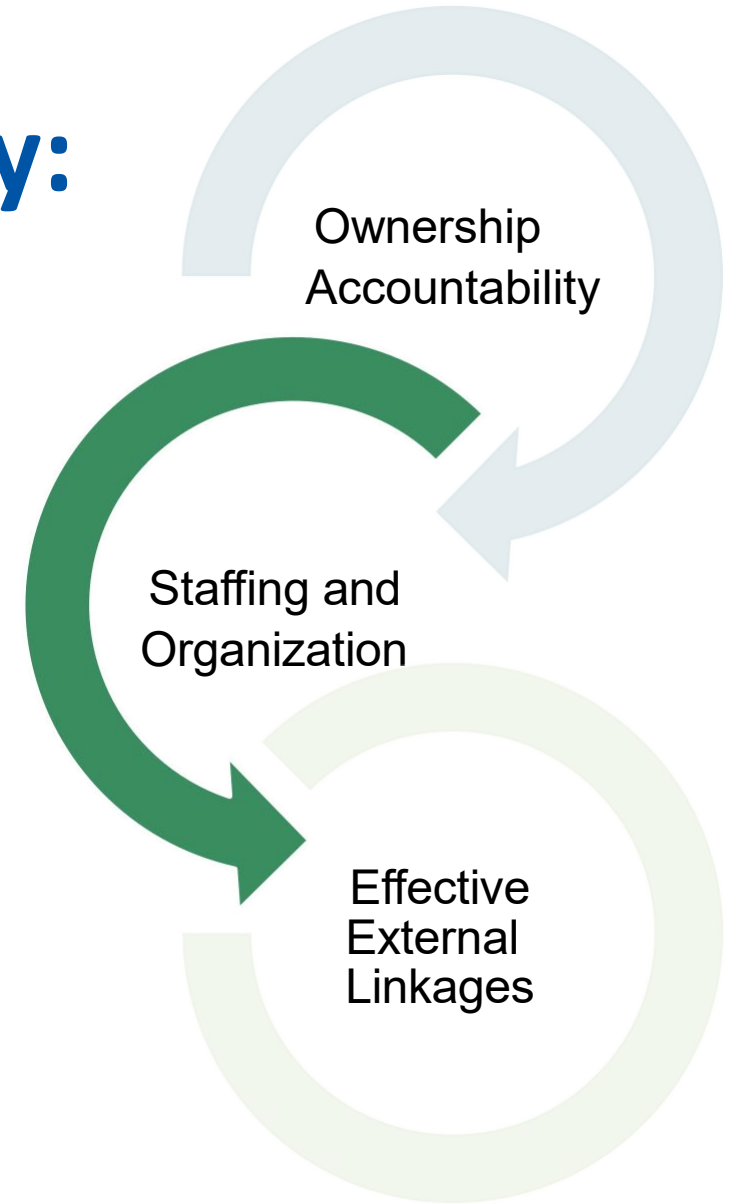 y:
Ownership
Accountability
Staffing and
Organization
Effective
External
Linkages